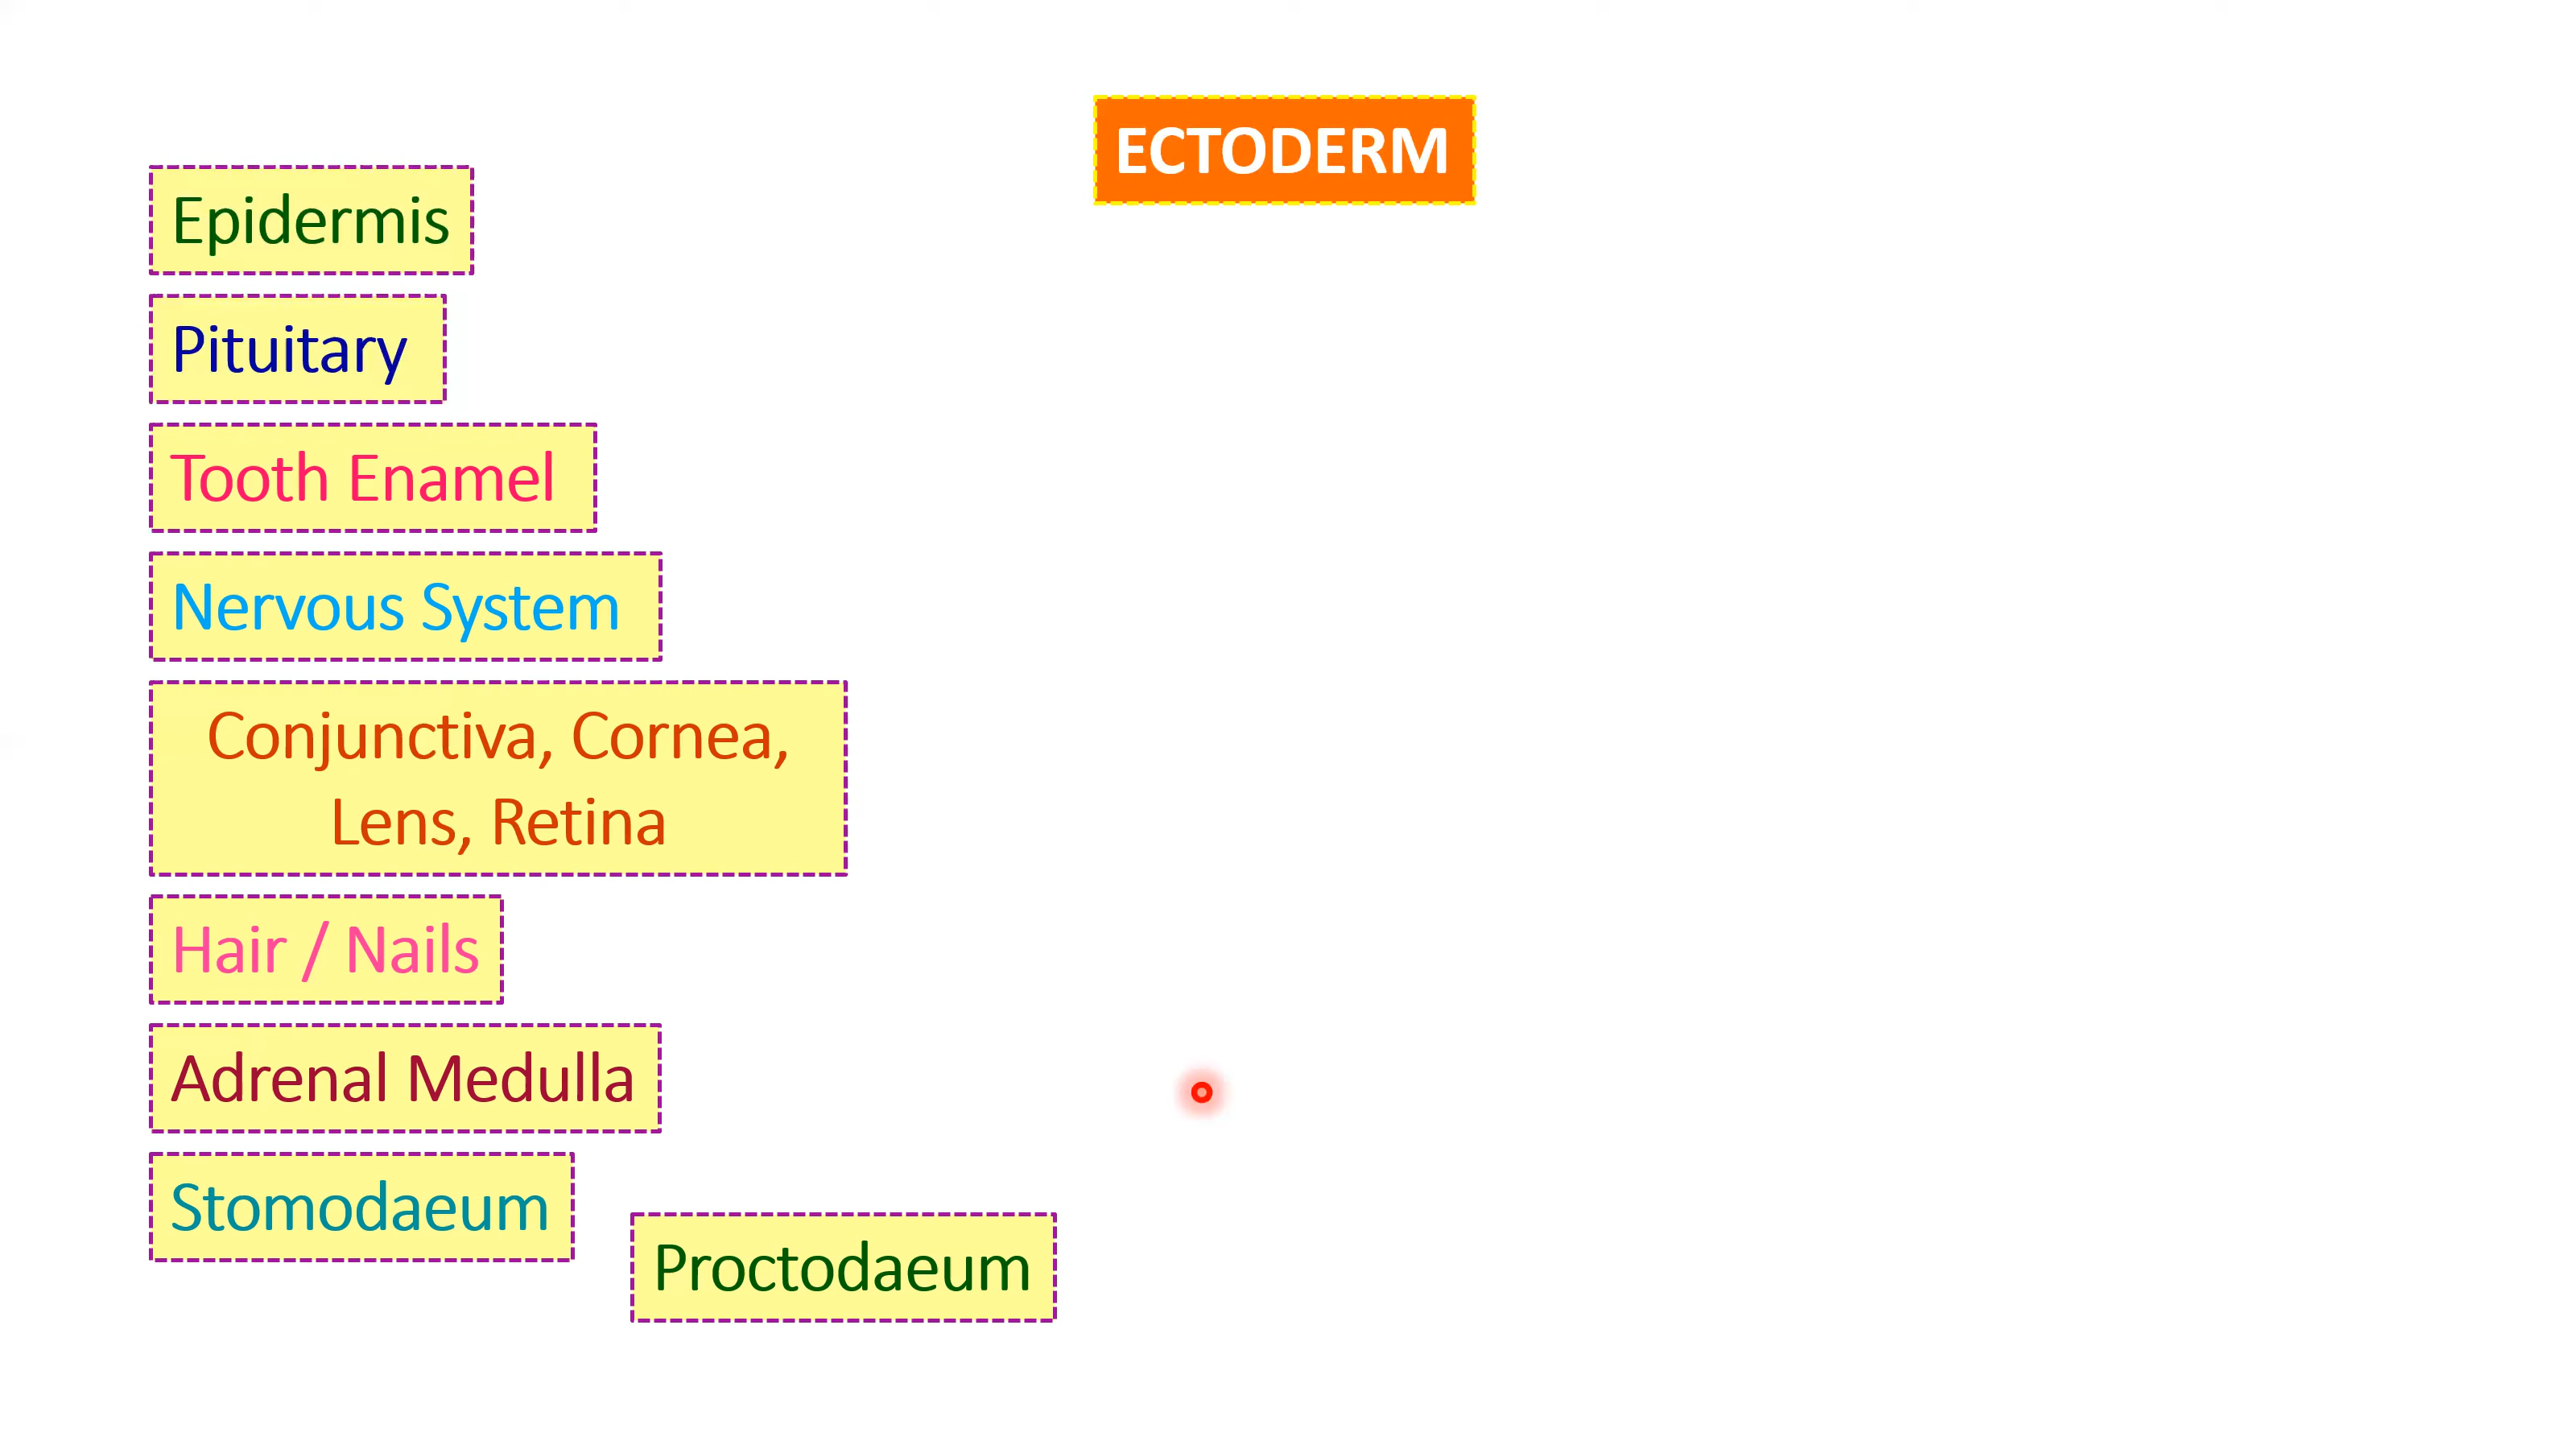 ECTODERM
Epidermis
Pituitary
Tooth Enamel
Nervous System
Conjunctiva, Cornea,
Lens, Retina
Hair / Nails
Adrenal Medulla
Stomodaeum
Proctodaeum